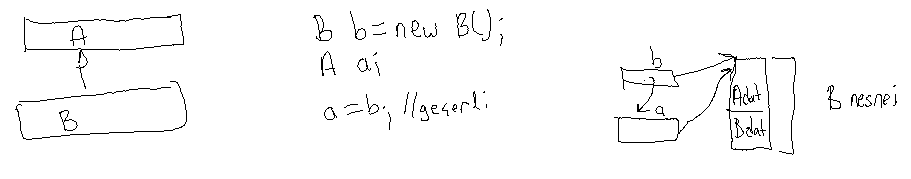 A
B
B b=new B();
A a;
a=b; //geçerli
b
a
Adat
Bdat
B nesnei